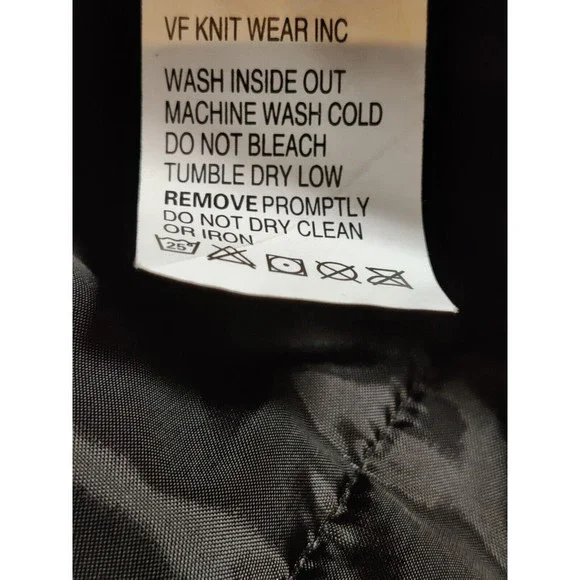 VF KNIT WEAR INC
WASH INSIDE OUT
MACHINE WASH COLD
DO NOT BLEACH
TUMBLE DRY LOW
REMOVE PROMPTLY
DO NOT DRY CLEAN
OR IRON
25°